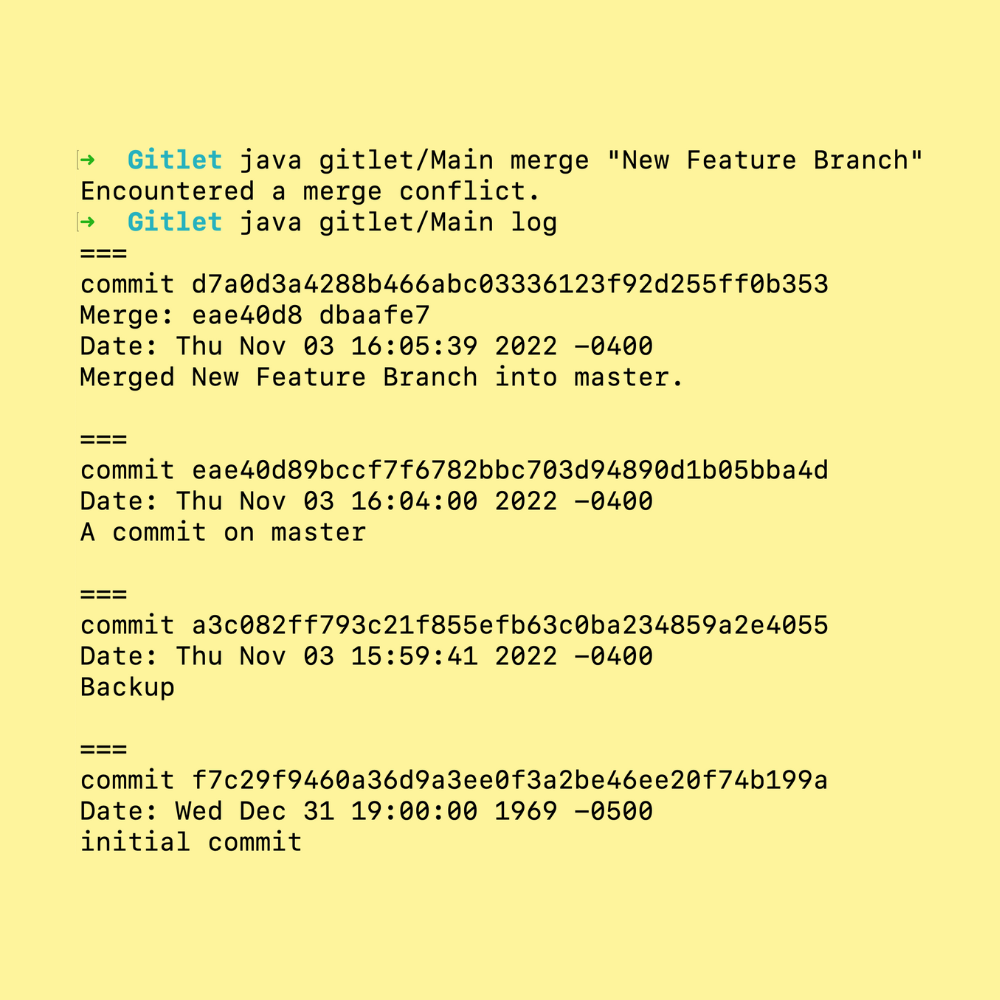 ➜  Gitlet java gitlet/Main merge "New Feature Branch"
Encountered a merge conflict.
➜  Gitlet java gitlet/Main log
===
commit d7a0d3a4288b466abc03336123f92d255ff0b353
Merge: eae40d8 dbaafe7
Date: Thu Nov 03 16:05:39 2022 -0400
Merged New Feature Branch into master.

===
commit eae40d89bccf7f6782bbc703d94890d1b05bba4d
Date: Thu Nov 03 16:04:00 2022 -0400
A commit on master

===
commit a3c082ff793c21f855efb63c0ba234859a2e4055
Date: Thu Nov 03 15:59:41 2022 -0400
Backup

===
commit f7c29f9460a36d9a3ee0f3a2be46ee20f74b199a
Date: Wed Dec 31 19:00:00 1969 -0500
initial commit